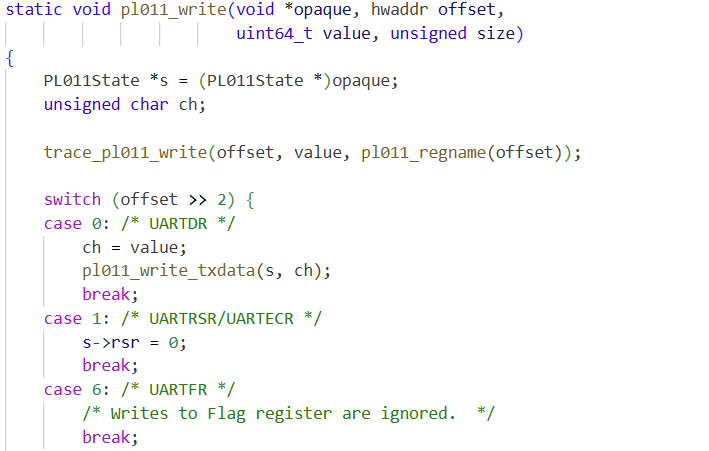 static void pl011_write(void *opaque, hwaddr offset,
                        uint64_t value, unsigned size)
{
    PL011State *s = (PL011State *)opaque;
    unsigned char ch;

    trace_pl011_write(offset, value, pl011_regname(offset));

    switch (offset >> 2) {
    case 0: /* UARTDR */
        ch = value;
        pl011_write_txdata(s, ch);
        break;
    case 1: /* UARTRSR/UARTECR */
        s->rsr = 0;
        break;
    case 6: /* UARTFR */
        /* Writes to Flag register are ignored.  */
        break;